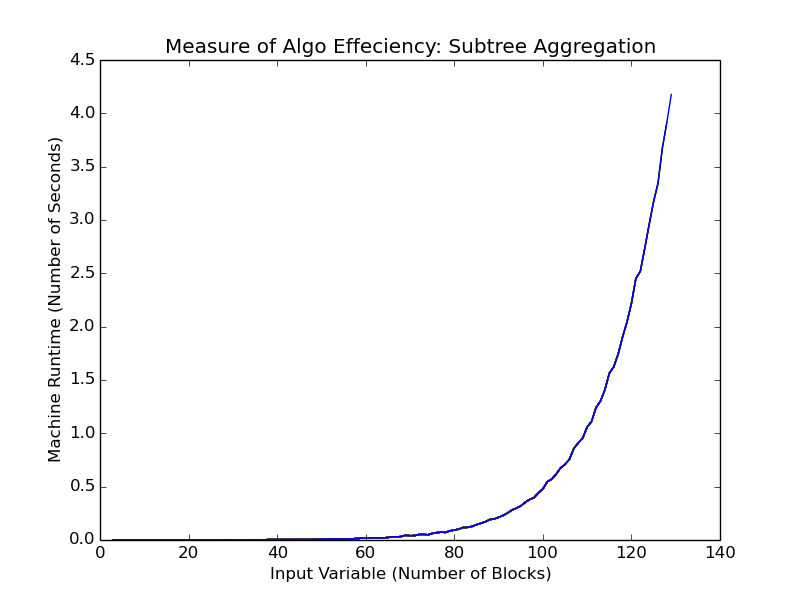 Measure of Algo Effeciency: Subtree Aggregation
4.5
4.0
3.5
3.0
2.5
2.0
1.5
1.0
0.5
0.0
Machine Runtime (Number of Seconds)
0 20 40 60 80 100 120 140
Input Variable (Number of Blocks)